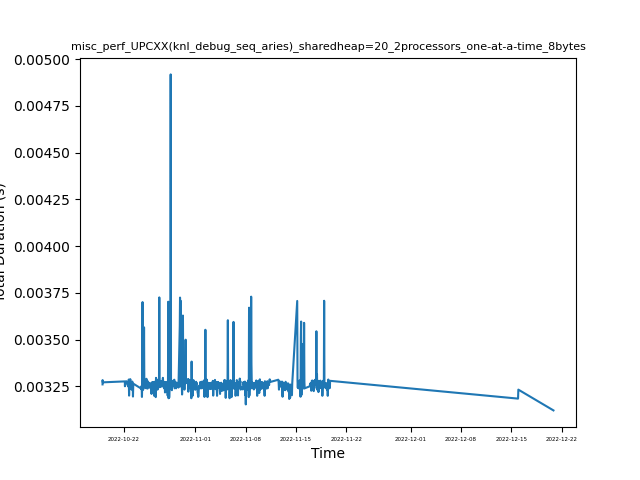 misc_perf_UPCXX(knl_debug_seq_aries)_sharedheap=20_2processors_one-at-a-time_8bytes
0.00500
0.00475
0.00450
0.00425
0.00400
0.00375
0.00350
0.00325
Total Duration (s)
2022-10-22 2022-11-01 2022-11-08 2022-11-15 2022-11-22 2022-12-01 2022-12-08 2022-12-15 2022-12-22
Time